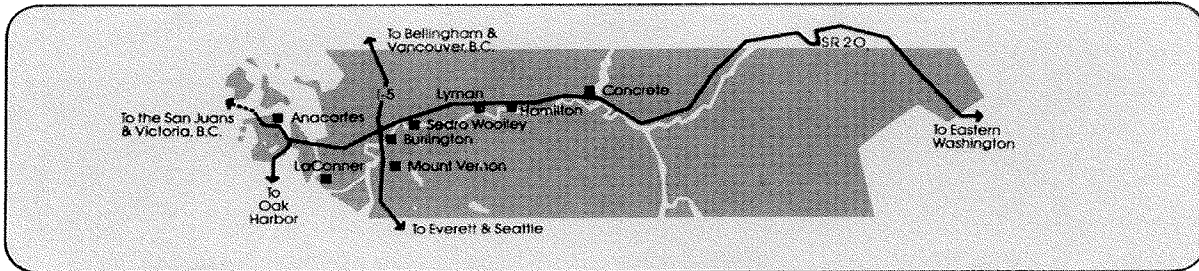 To Bellingham &
Vancouver, B.C.
SR 20
I-5
Lyman
Concrete
Hamilton
To the San Juans
& Victoria, B.C.
Anacortes
Sedro Woolley
Burlington
To Eastern
Washington
LaConner
Mount Vernon
To
Oak
Harbor
To Everett & Seattle